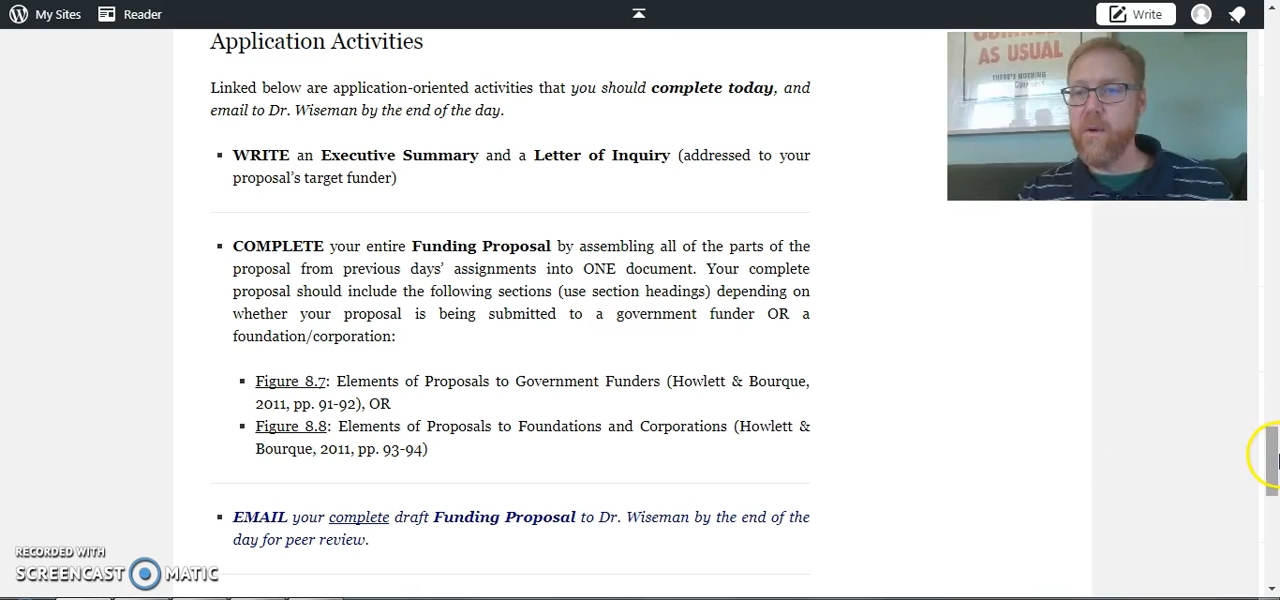 My Sites Reader Write
Application Activities
AS USUAL
THERE'S NOTHING
Linked below are application-oriented activities that you should complete today, and
email to Dr. Wiseman by the end of the day.
▪ WRITE an Executive Summary and a Letter of Inquiry (addressed to your
proposal's target funder)
▪ COMPLETE your entire Funding Proposal by assembling all of the parts of the
proposal from previous days' assignments into ONE document. Your complete
proposal should include the following sections (use section headings) depending on
whether your proposal is being submitted to a government funder OR a
foundation/corporation:
▪ Figure 8.7: Elements of Proposals to Government Funders (Howlett & Bourque,
2011, pp. 91-92), OR
▪ Figure 8.8: Elements of Proposals to Foundations and Corporations (Howlett &
Bourque, 2011, pp. 93-94)
▪ EMAIL your complete draft Funding Proposal to Dr. Wiseman by the end of the
day for peer review.
RECORDED WITH
SCREENCAST MATIC